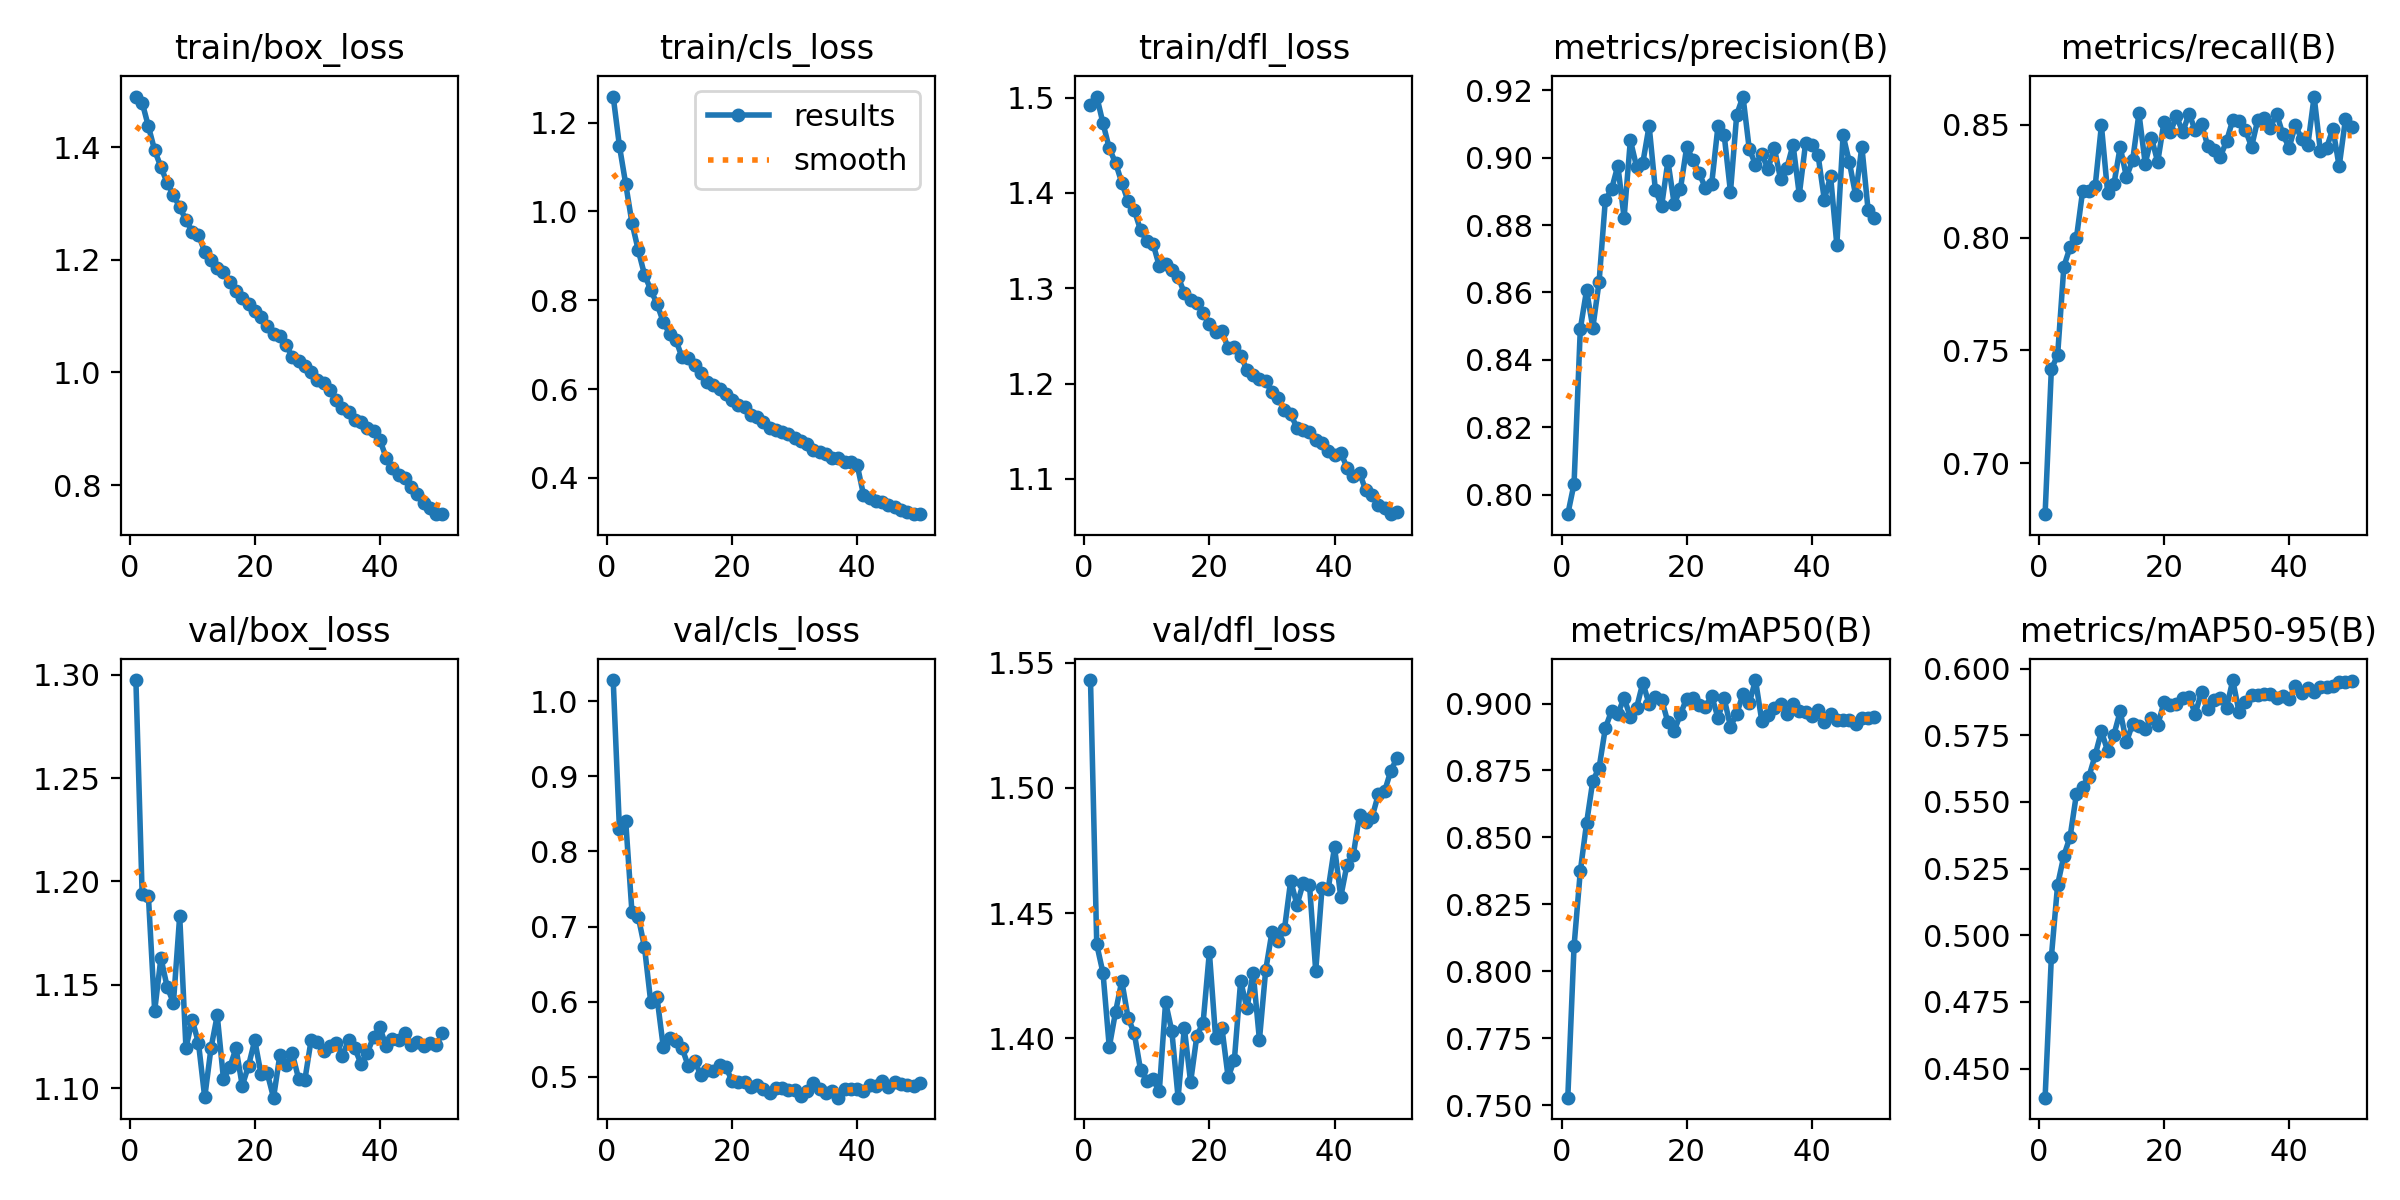 train/box_loss
1.4
1.2
1.0
0.8
0 20 40
train/cls_loss
results
smooth
1.2
1.0
0.8
0.6
0.4
0 20 40
train/dfl_loss
1.5
1.4
1.3
1.2
1.1
0 20 40
metrics/precision(B)
0.92
0.90
0.88
0.86
0.84
0.82
0.80
0 20 40
metrics/recall(B)
0.85
0.80
0.75
0.70
0 20 40
val/box_loss
1.30
1.25
1.20
1.15
1.10
0 20 40
val/cls_loss
1.0
0.9
0.8
0.7
0.6
0.5
0 20 40
val/dfl_loss
1.55
1.50
1.45
1.40
0 20 40
metrics/mAP50(B)
0.900
0.875
0.850
0.825
0.800
0.775
0.750
0 20 40
metrics/mAP50-95(B)
0.600
0.575
0.550
0.525
0.500
0.475
0.450
0 20 40